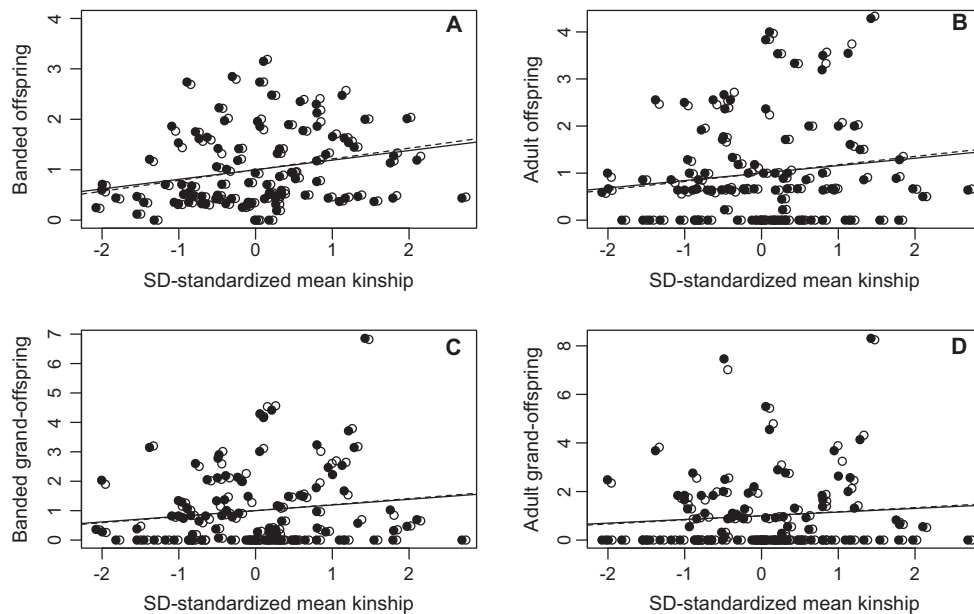 A
Banded offspring
4
3
2
1
0
-2 -1 0 1 2
SD-standardized mean kinship
B
Adult offspring
4
3
2
1
0
-2 -1 0 1 2
SD-standardized mean kinship
C
Banded grand-offspring
7
6
5
4
3
2
1
0
-2 -1 0 1 2
SD-standardized mean kinship
D
Adult grand-offspring
8
6
4
2
0
-2 -1 0 1 2
SD-standardized mean kinship